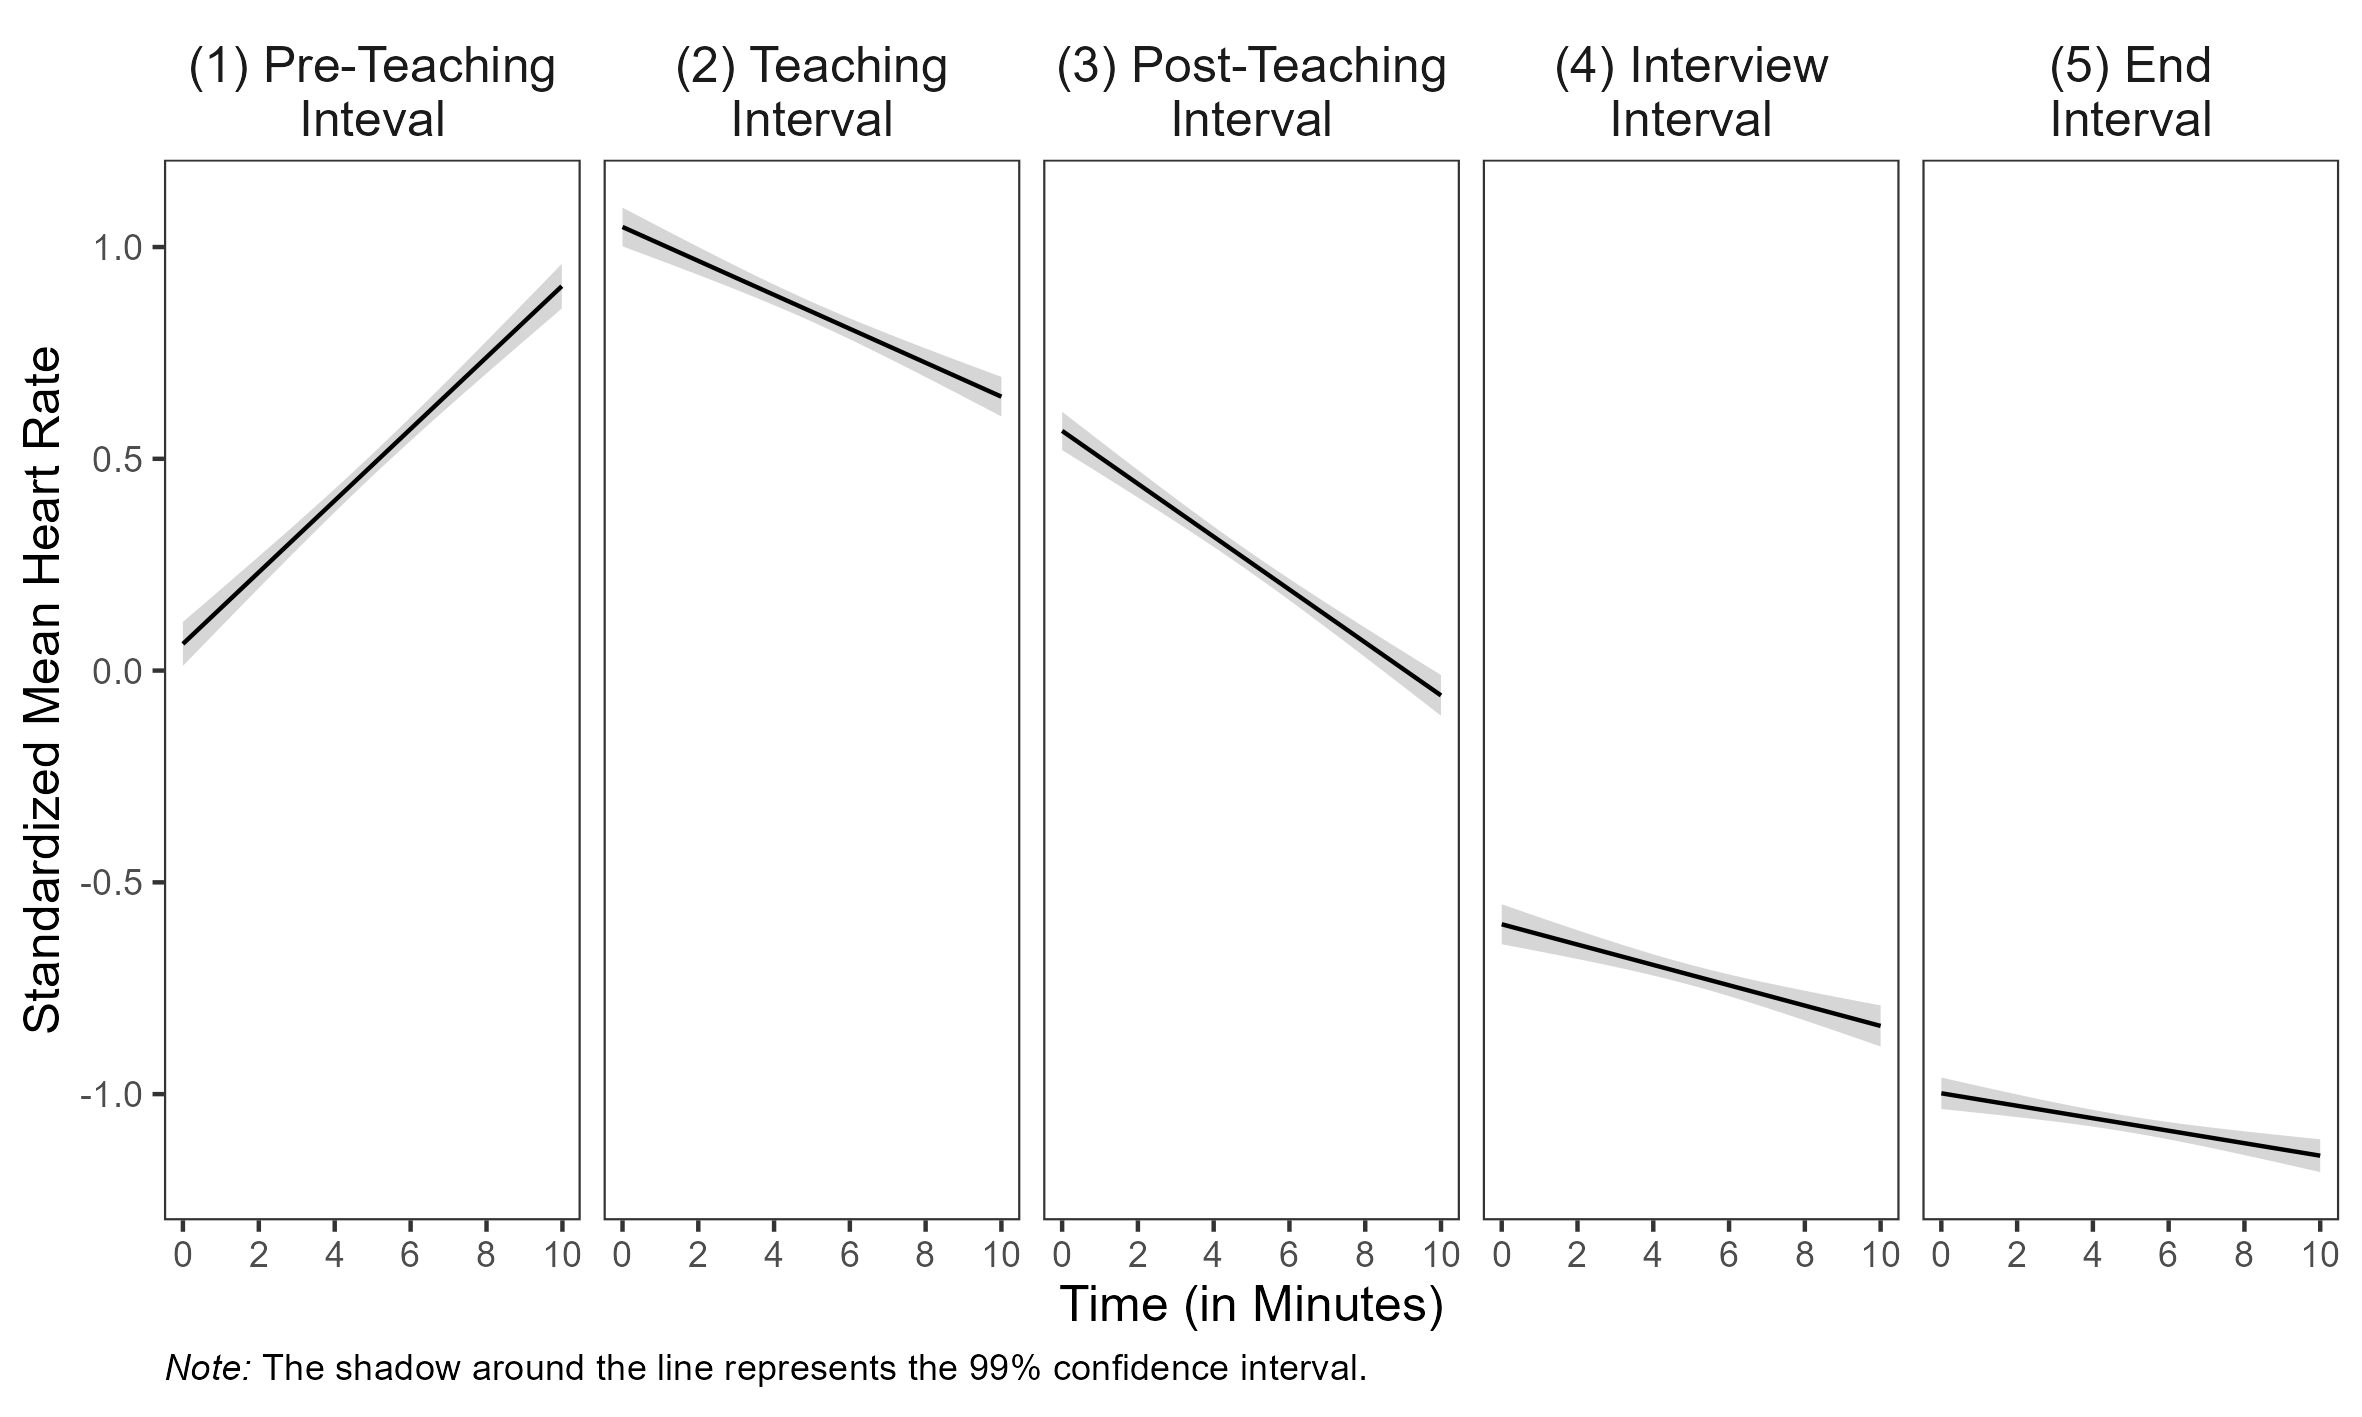 (1) Pre-Teaching
Inteval
(2) Teaching
Interval
(3) Post-Teaching
Interval
(4) Interview
Interval
(5) End
Interval
Standardized Mean Heart Rate
1.0
0.5
0.0
-0.5
-1.0
0 2 4 6 8 10
0 2 4 6 8 10
0 2 4 6 8 10
0 2 4 6 8 10
0 2 4 6 8 10
Time (in Minutes)
Note: The shadow around the line represents the 99% confidence interval.